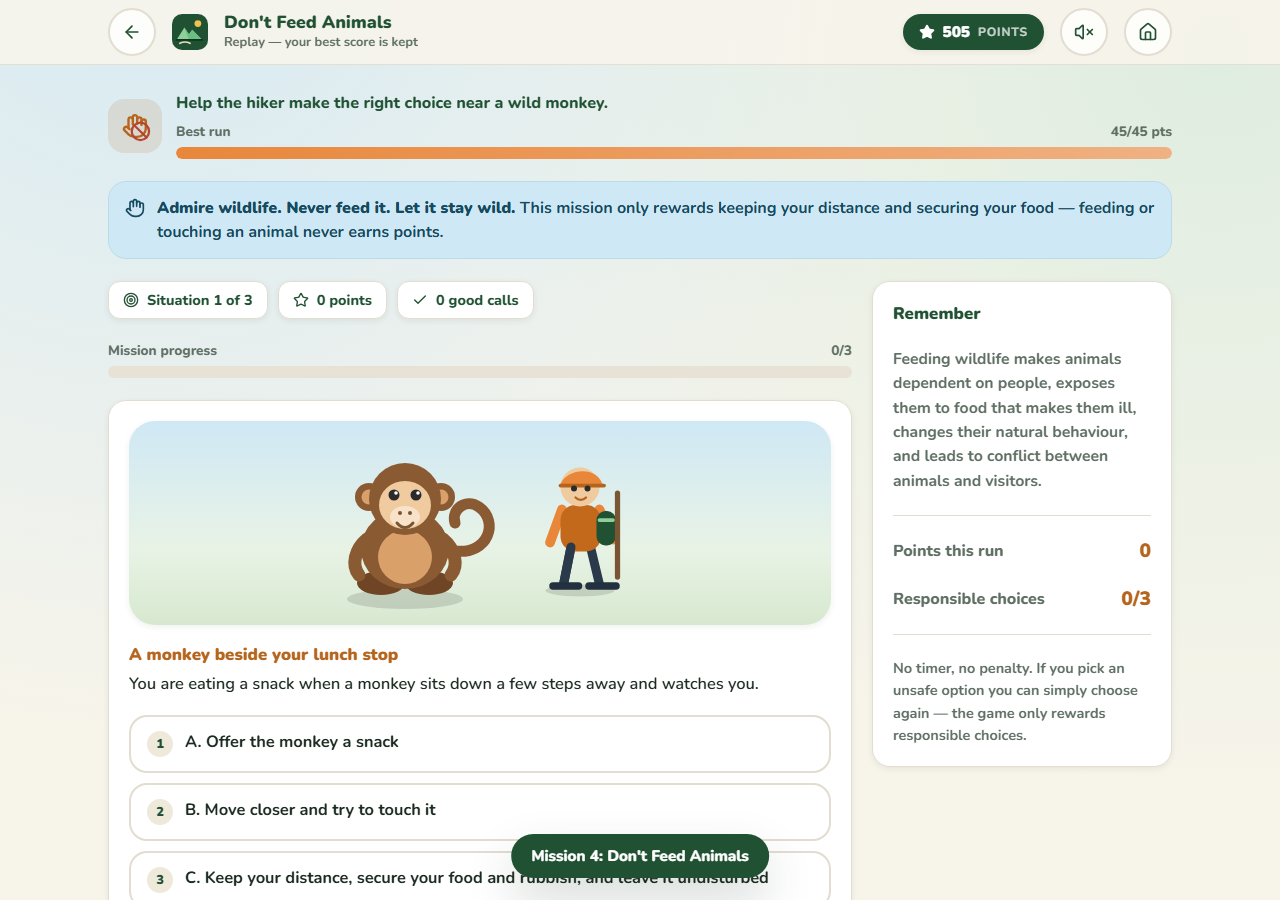 Don't Feed Animals
Replay — your best score is kept
505 POINTS
Help the hiker make the right choice near a wild monkey.
Best run
45/45 pts
Admire wildlife. Never feed it. Let it stay wild. This mission only rewards keeping your distance and securing your food — feeding or
touching an animal never earns points.
Situation 1 of 3
0 points
0 good calls
Mission progress
0/3
A monkey beside your lunch stop
You are eating a snack when a monkey sits down a few steps away and watches you.
1 A. Offer the monkey a snack
2 B. Move closer and try to touch it
3 C. Keep your distance, secure your food and rubbish, and leave it undisturbed
Mission 4: Don't Feed Animals
Remember
Feeding wildlife makes animals
dependent on people, exposes
them to food that makes them ill,
changes their natural behaviour,
and leads to conflict between
animals and visitors.
Points this run
0
Responsible choices
0/3
No timer, no penalty. If you pick an
unsafe option you can simply choose
again — the game only rewards
responsible choices.